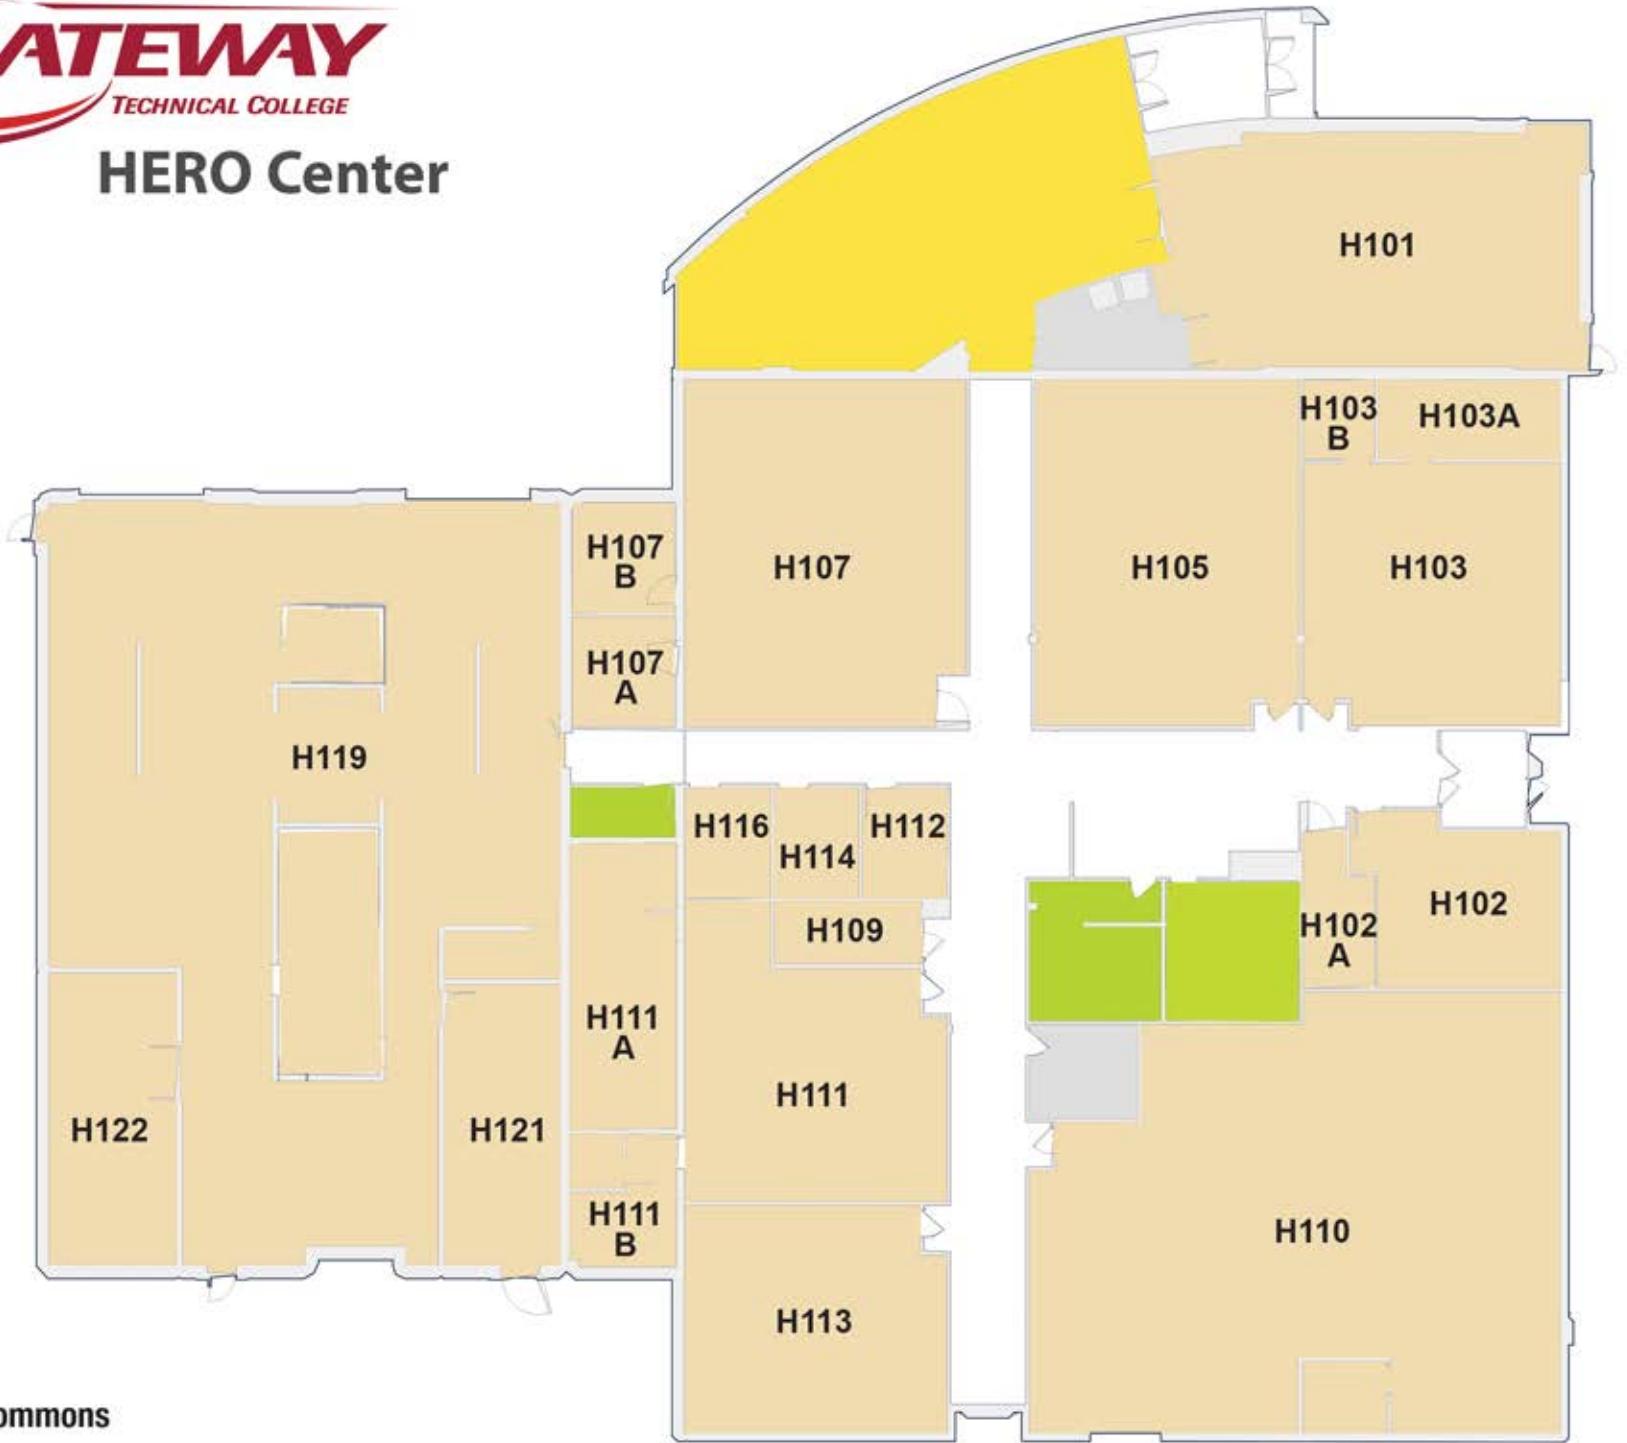 ATEWAY
TECHNICAL COLLEGE
HERO Center
H101
H103
B
H103A
H107
B
H107
H105
H103
H107
A
H119
H116
H114
H112
H109
H102
A
H102
H111
A
H111
H122
H121
H111
B
H110
H113
ommons